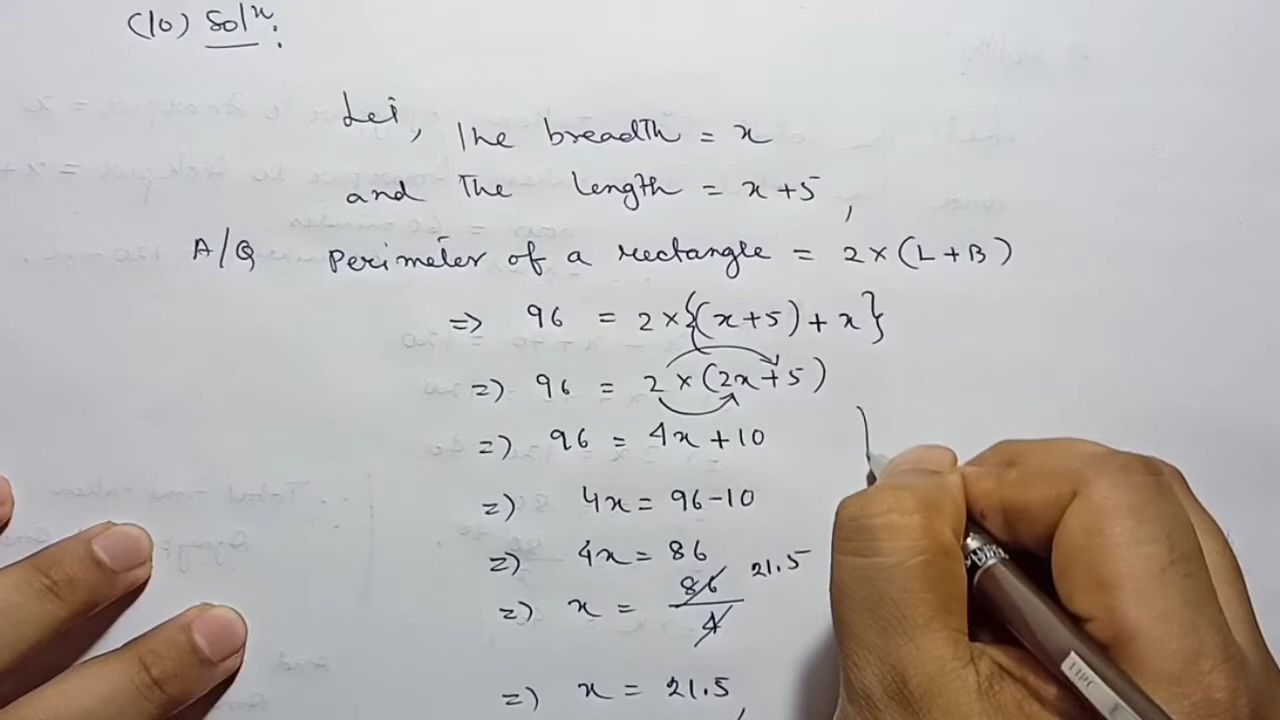 (10) Solⁿ:
Let, the breadth = x
and the length = x+5,
A/Q Perimeter of a rectangle = 2×(L+B)
=> 96 = 2×{(x+5)+x}
=) 96 = 2×(2x+5)
=) 96 = 4x+10
=) 4x = 96-10
=) 4x = 86
=) x = 86/4 21.5
=) x = 21.5,